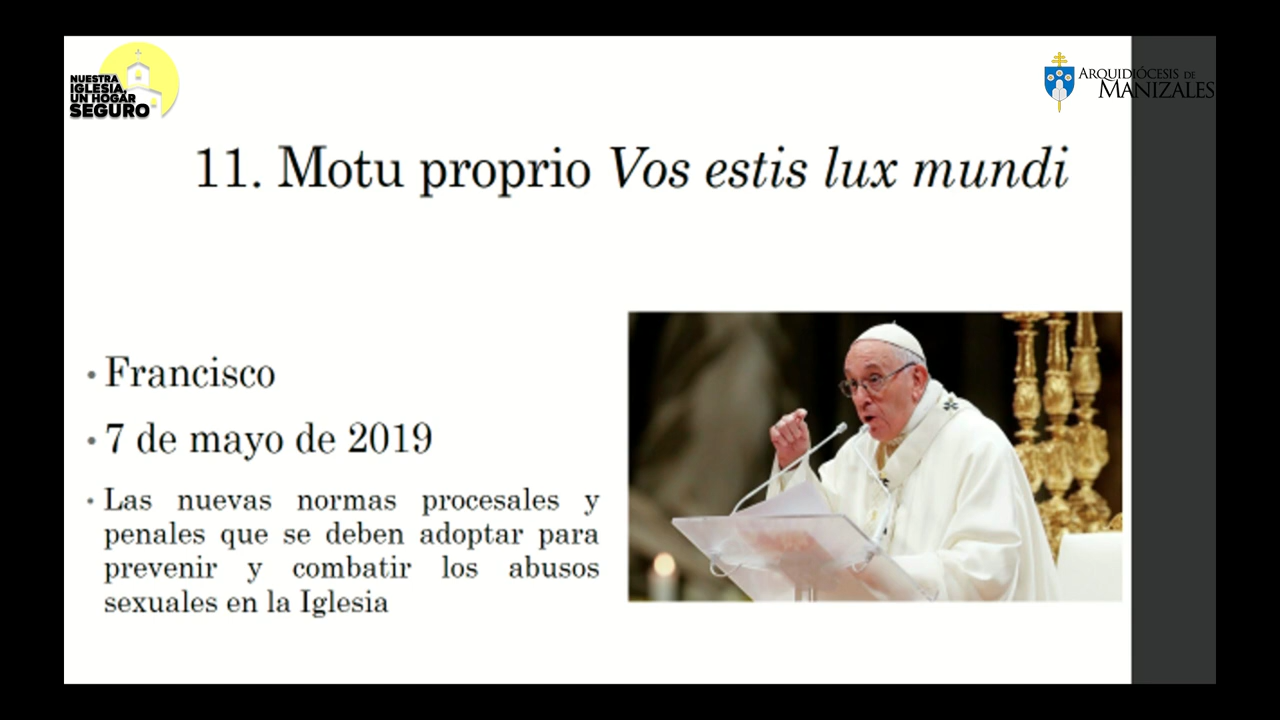 NUESTRA
IGLESIA,
UN HOGAR
SEGURO
ARQUIDIÓCESIS DE
MANIZALES
11. Motu proprio Vos estis lux mundi
• Francisco
• 7 de mayo de 2019
• Las nuevas normas procesales y
penales que se deben adoptar para
prevenir y combatir los abusos
sexuales en la Iglesia